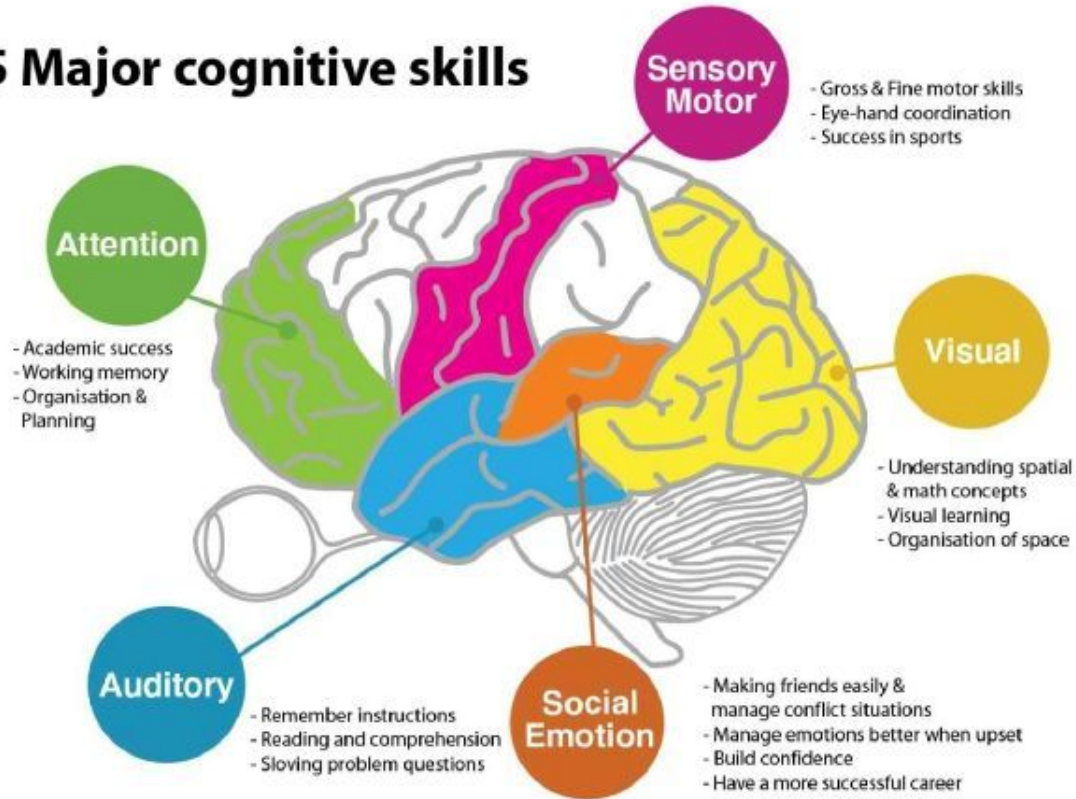 5 Major cognitive skills
Sensory
Motor
- Gross & Fine motor skills
- Eye-hand coordination
- Success in sports
Attention
- Academic success
- Working memory
- Organisation &
Planning
Visual
- Understanding spatial
& math concepts
- Visual learning
- Organisation of space
Auditory
- Remember instructions
- Reading and comprehension
- Sloving problem questions
Social
Emotion
- Making friends easily &
manage conflict situations
- Manage emotions better when upset
- Build confidence
- Have a more successful career